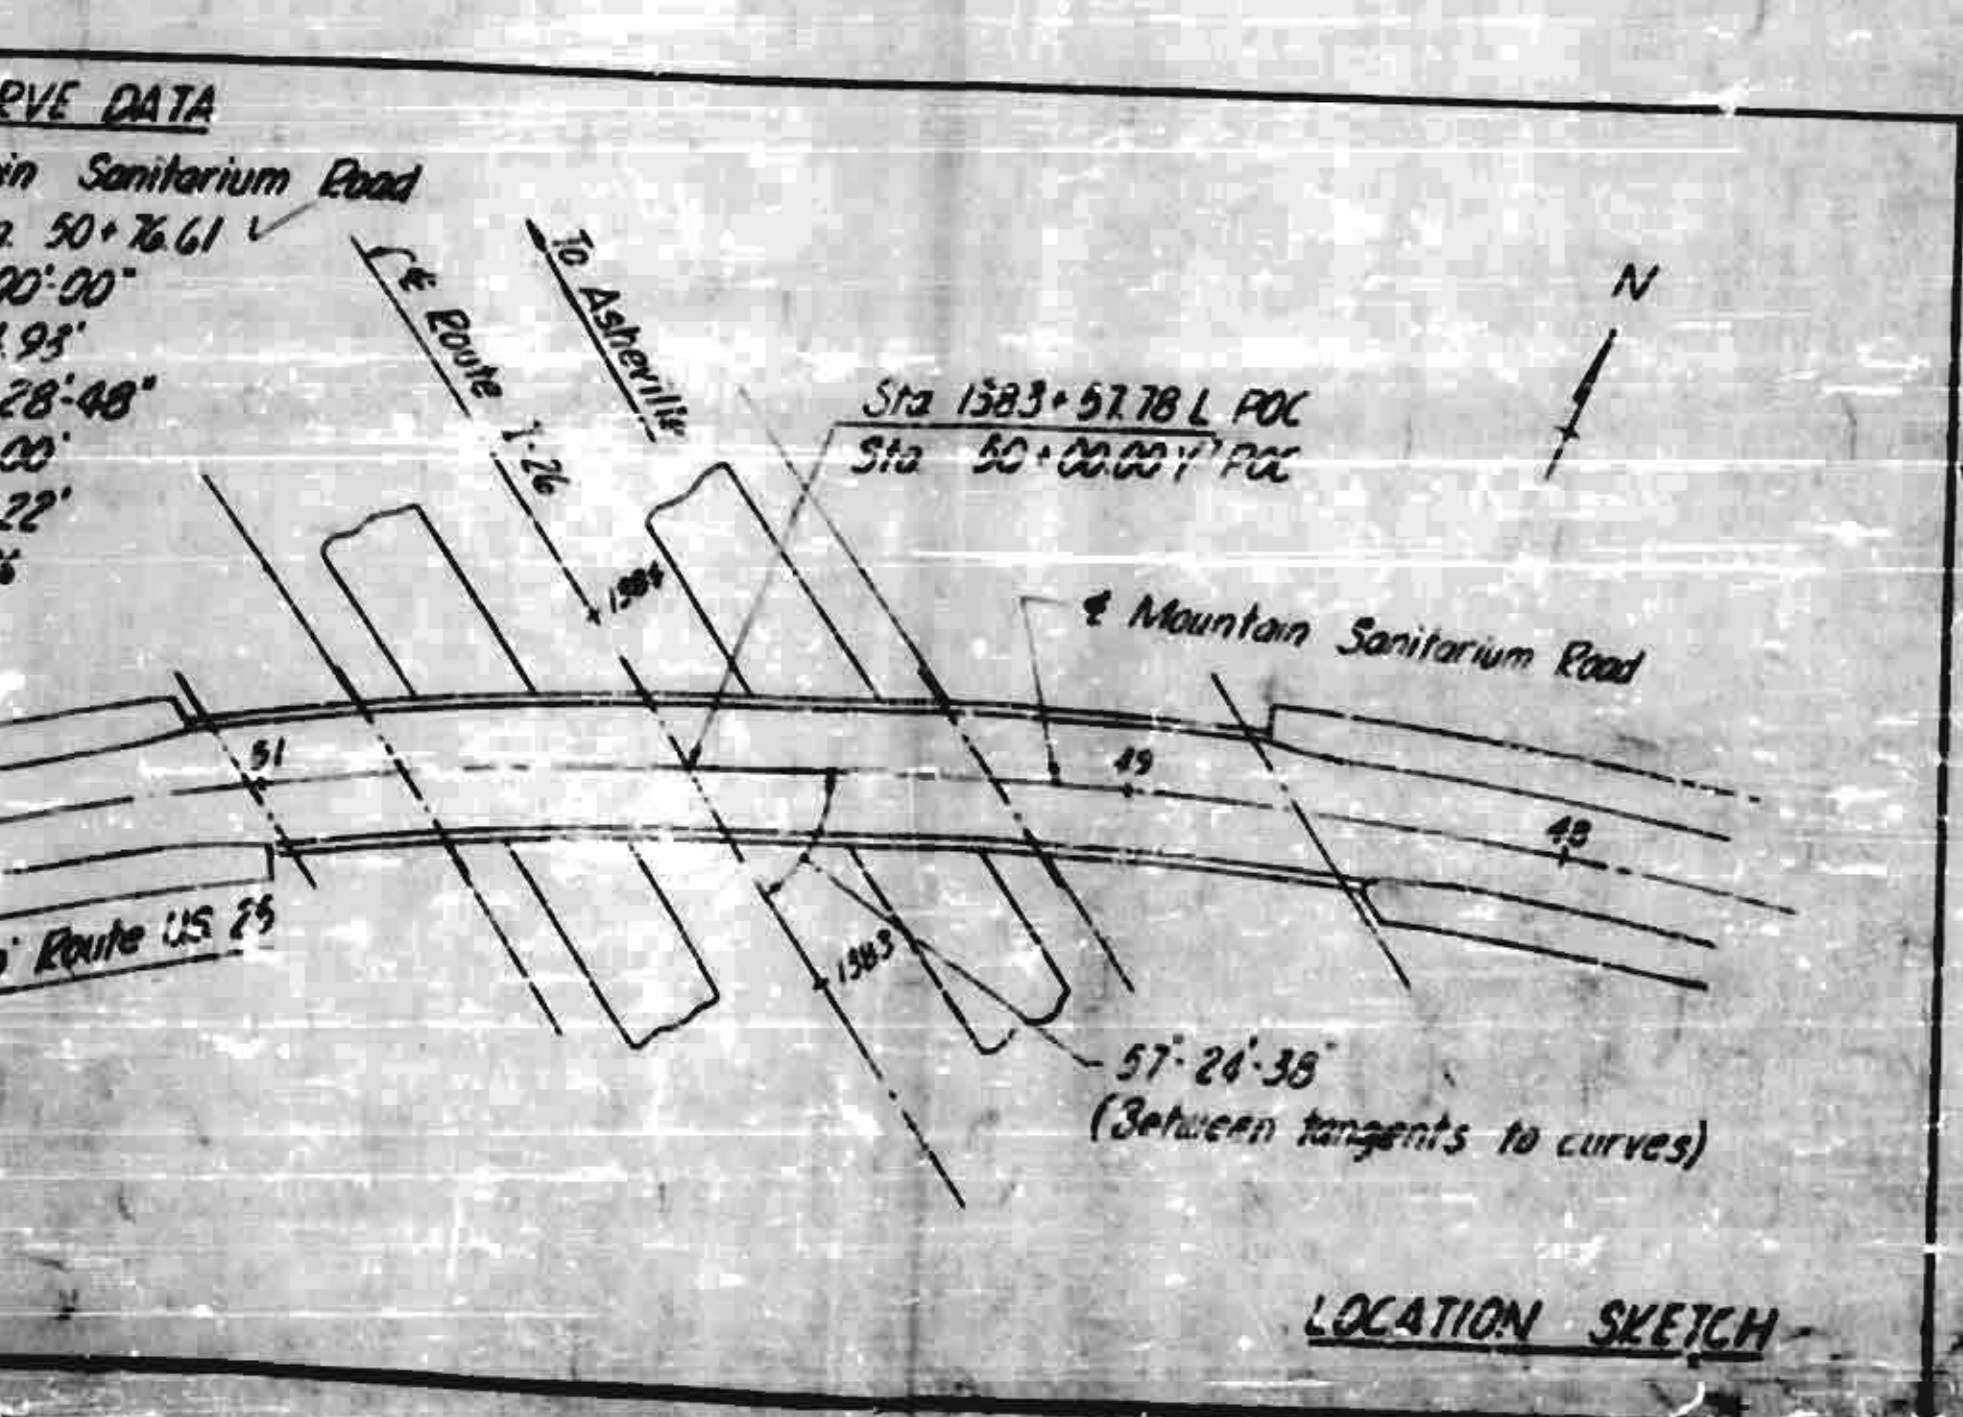 RVE DATA
in Sanitarium Road
50+76.61
00'-00"
.93'
28'-48"
00'
22'
℄ Route I-26
To Asheville
Sta 1383+57.78 L POC
Sta 50+00.00 Y POC
N
1384
℄ Mountain Sanitarium Road
51
49
48
Route US 25
1383
57°-24'-38"
(Between tangents to curves)
LOCATION SKETCH